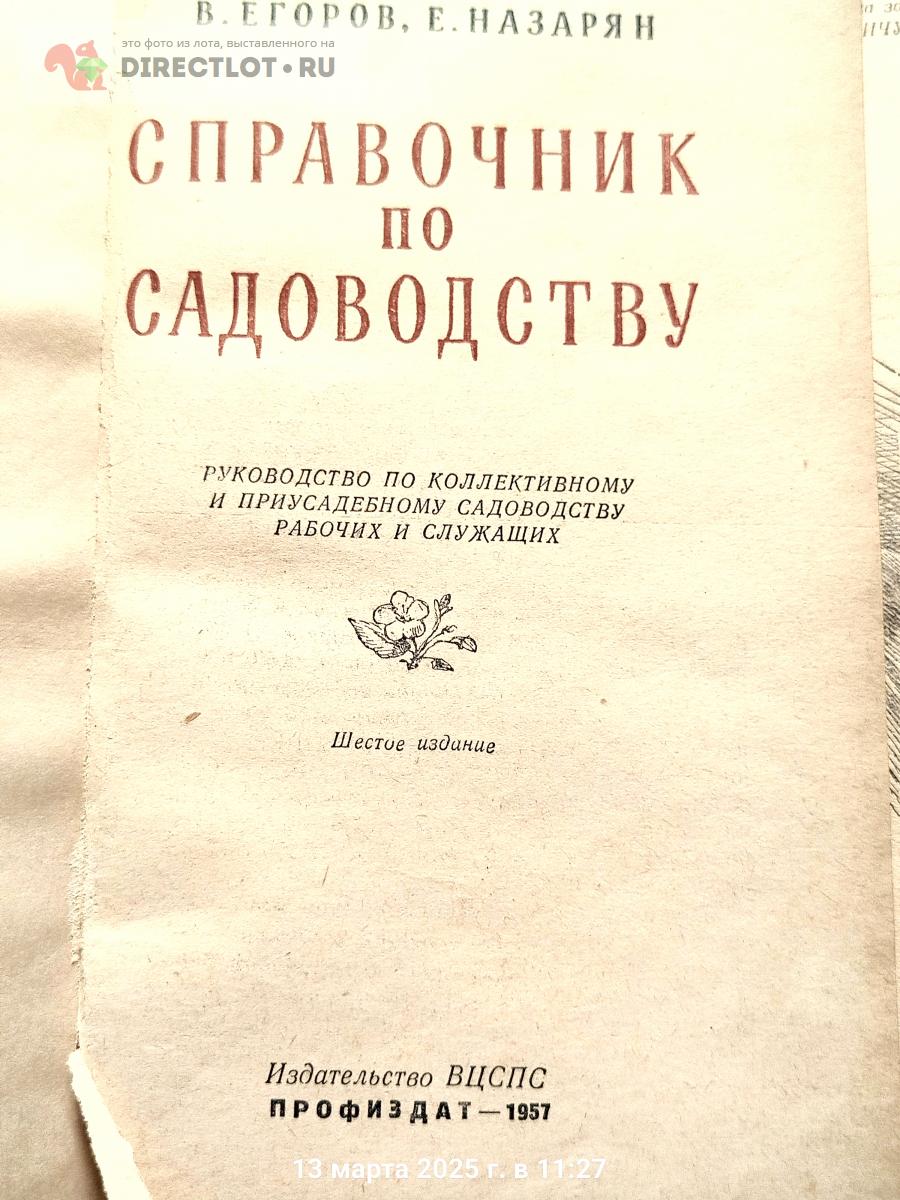 В. ЕГОРОВ, Е. НАЗАРЯН
это фото из лота, выставленного на
DIRECTLOT.RU
СПРАВОЧНИК
ПО
САДОВОДСТВУ
РУКОВОДСТВО ПО КОЛЛЕКТИВНОМУ
И ПРИУСАДЕБНОМУ САДОВОДСТВУ
РАБОЧИХ И СЛУЖАЩИХ
Шестое издание
Издательство ВЦСПС
ПРОФИЗДАТ — 1957
13 марта 2025 г. в 11:27